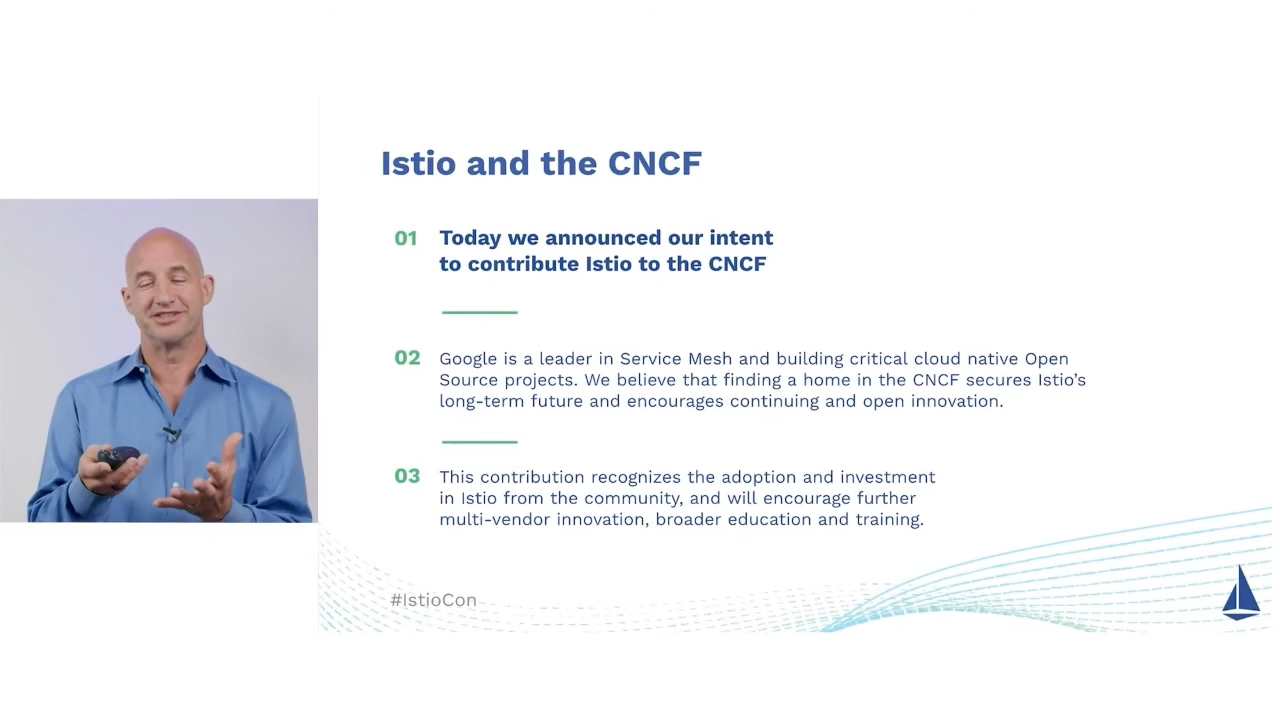 Istio and the CNCF
01
Today we announced our intent
to contribute Istio to the CNCF
02
Google is a leader in Service Mesh and building critical cloud native Open
Source projects. We believe that finding a home in the CNCF secures Istio's
long-term future and encourages continuing and open innovation.
03
This contribution recognizes the adoption and investment
in Istio from the community, and will encourage further
multi-vendor innovation, broader education and training.
#IstioCon